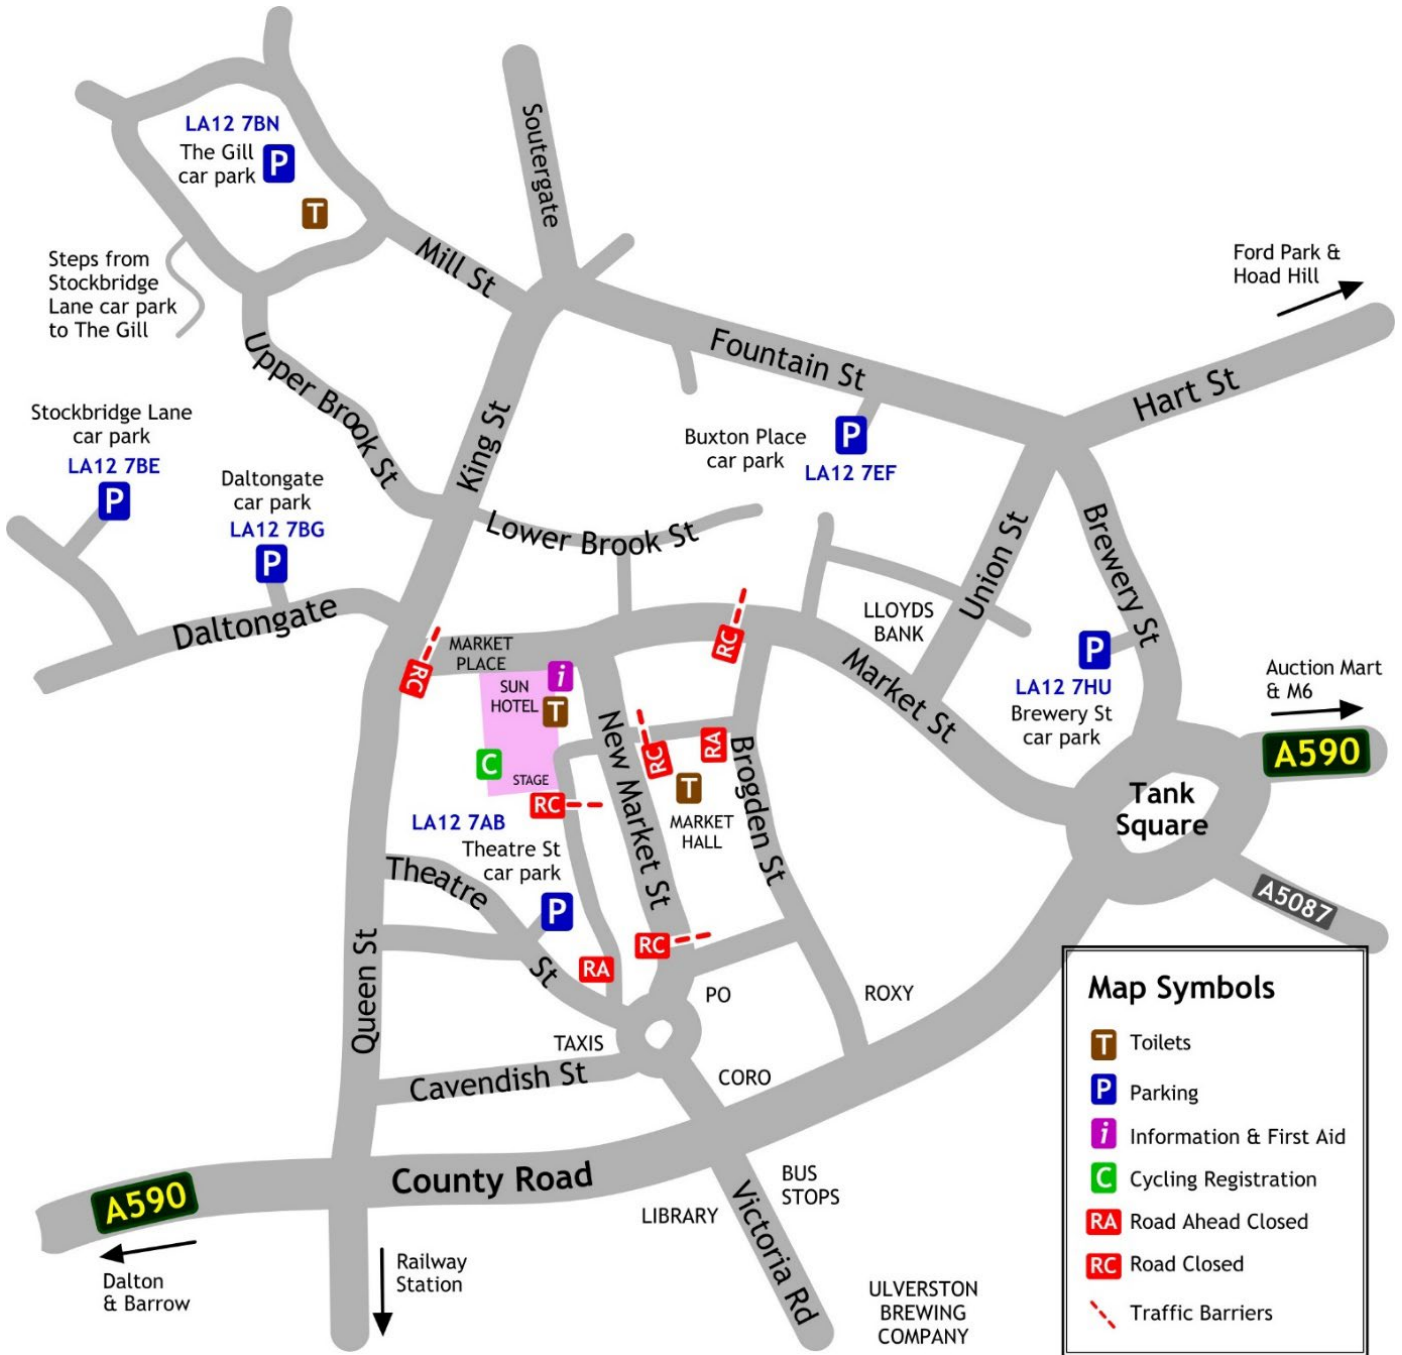 LA12 7BN
The Gill
car park
P
T
Steps from
Stockbridge
Lane car park
to The Gill
Mill St
Soutergate
Ford Park &
Hoad Hill
Fountain St
Hart St
Upper Brook St
King St
Stockbridge Lane
car park
LA12 7BE
P
Daltongate
car park
LA12 7BG
P
Buxton Place
car park
P
LA12 7EF
Lower Brook St
Union St
Brewery St
Daltongate
LLOYDS
BANK
RC
RC
MARKET
PLACE
i
SUN
HOTEL
T
C
STAGE
RC
New Market St
RC
RA
T
MARKET
HALL
Brogden St
Market St
P
LA12 7HU
Brewery St
car park
Auction Mart
& M6
A590
Tank
Square
A5087
LA12 7AB
Theatre St
car park
P
Theatre
St
RA
RC
Queen St
PO
ROXY
TAXIS
Cavendish St
CORO
County Road
A590
Dalton
& Barrow
Railway
Station
LIBRARY
BUS
STOPS
Victoria Rd
ULVERSTON
BREWING
COMPANY
Map Symbols
T Toilets
P Parking
i Information & First Aid
C Cycling Registration
RA Road Ahead Closed
RC Road Closed
Traffic Barriers